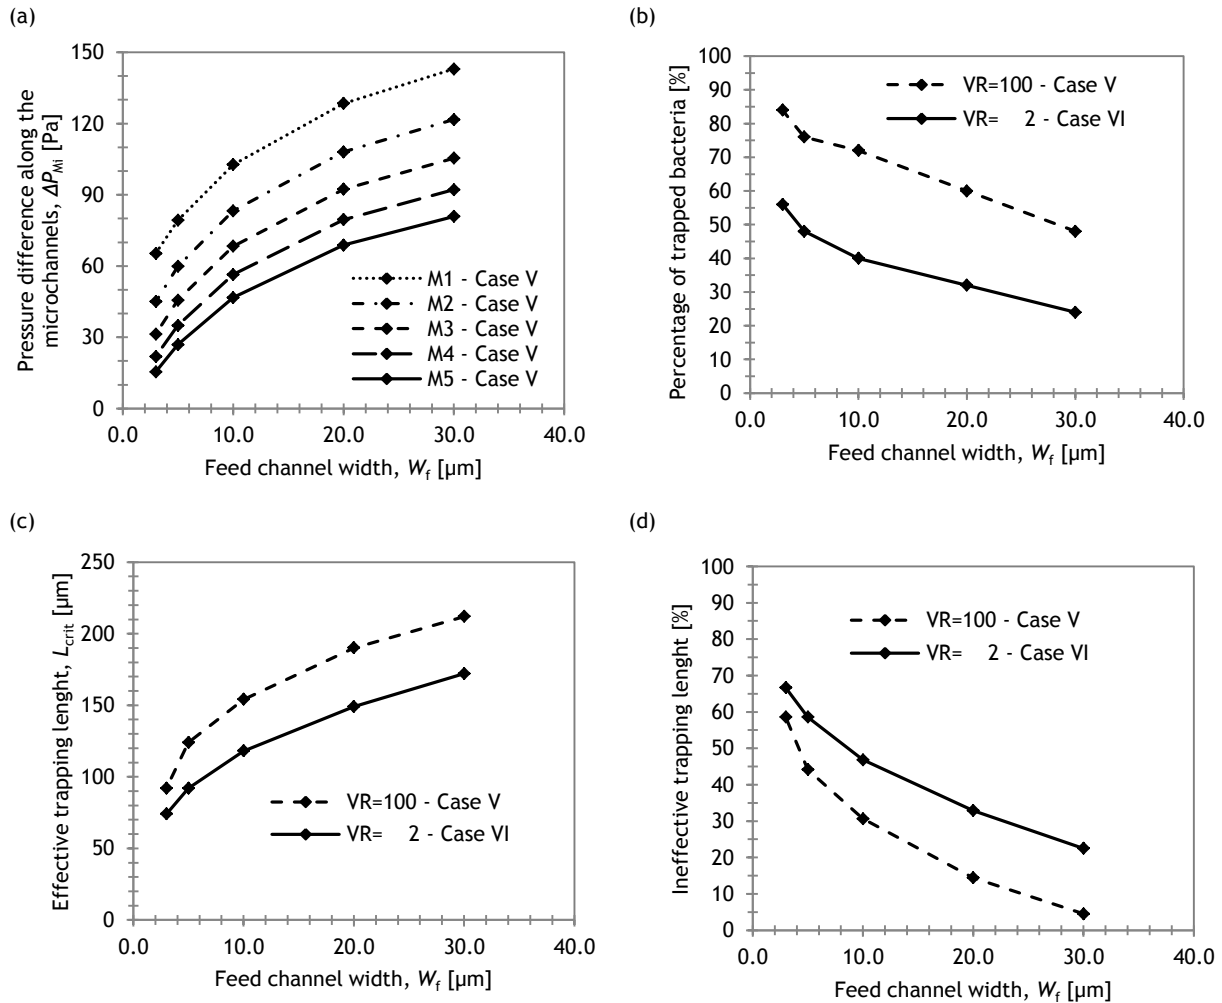 (a)
Pressure difference along the
microchannels, ΔP_Mi [Pa]
150
120
90
60
30
0
0.0 10.0 20.0 30.0 40.0
Feed channel width, W_f [µm]
M1 - Case V
M2 - Case V
M3 - Case V
M4 - Case V
M5 - Case V
(b)
Percentage of trapped bacteria [%]
100
90
80
70
60
50
40
30
20
10
0
0.0 10.0 20.0 30.0 40.0
Feed channel width, W_f [µm]
VR=100 - Case V
VR= 2 - Case VI
(c)
Effective trapping lenght, L_crit [µm]
250
200
150
100
50
0
0.0 10.0 20.0 30.0 40.0
Feed channel width, W_f [µm]
VR=100 - Case V
VR= 2 - Case VI
(d)
Ineffective trapping lenght [%]
100
90
80
70
60
50
40
30
20
10
0
0.0 10.0 20.0 30.0 40.0
Feed channel width, W_f [µm]
VR=100 - Case V
VR= 2 - Case VI